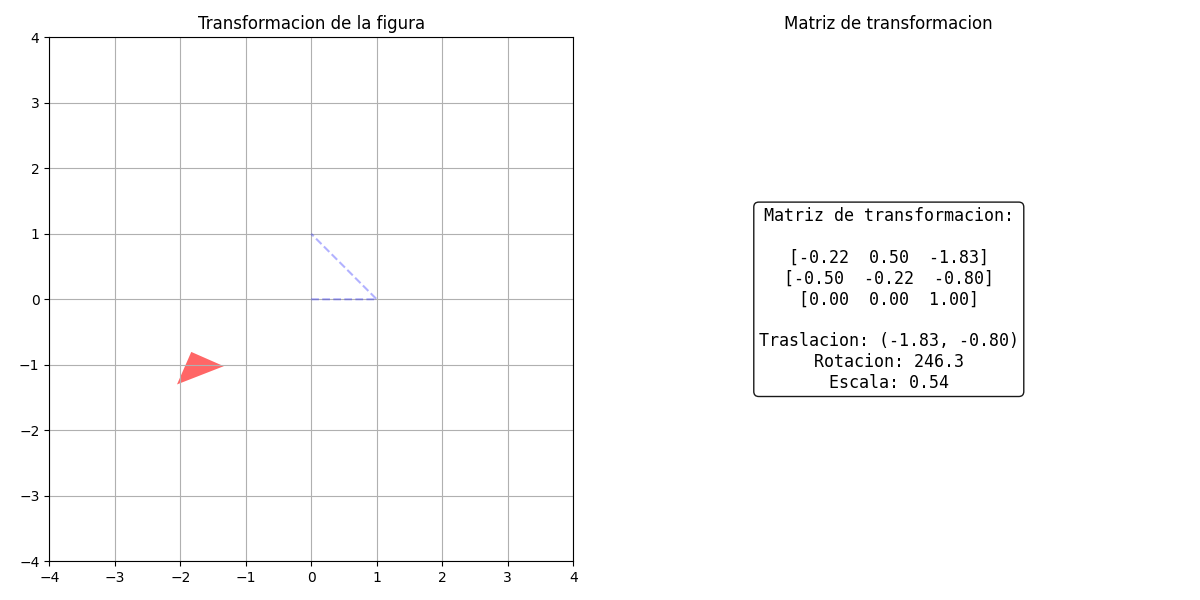 Transformacion de la figura
4
3
2
1
0
−1
−2
−3
−4
−4 −3 −2 −1 0 1 2 3 4
Matriz de transformacion
Matriz de transformacion:
[-0.22  0.50  -1.83]
[-0.50  -0.22  -0.80]
[0.00  0.00  1.00]
Traslacion: (-1.83, -0.80)
Rotacion: 246.3
Escala: 0.54